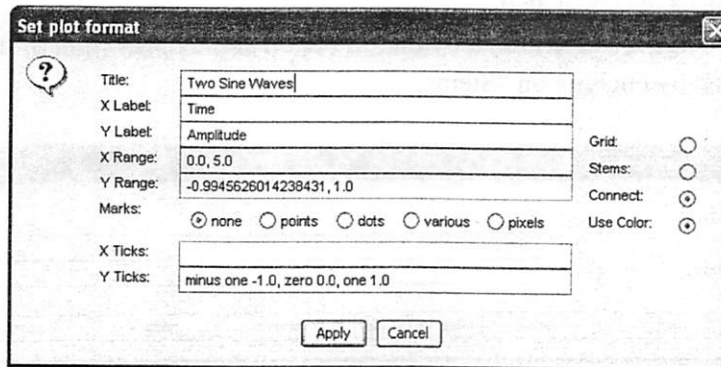 Set plot format
Title: Two Sine Waves
X Label: Time
Y Label: Amplitude
X Range: 0.0, 5.0
Y Range: -0.9945626014238431, 1.0
Marks: none points dots various pixels
X Ticks:
Y Ticks: minus one -1.0, zero 0.0, one 1.0
Grid:
Stems:
Connect:
Use Color:
Apply Cancel